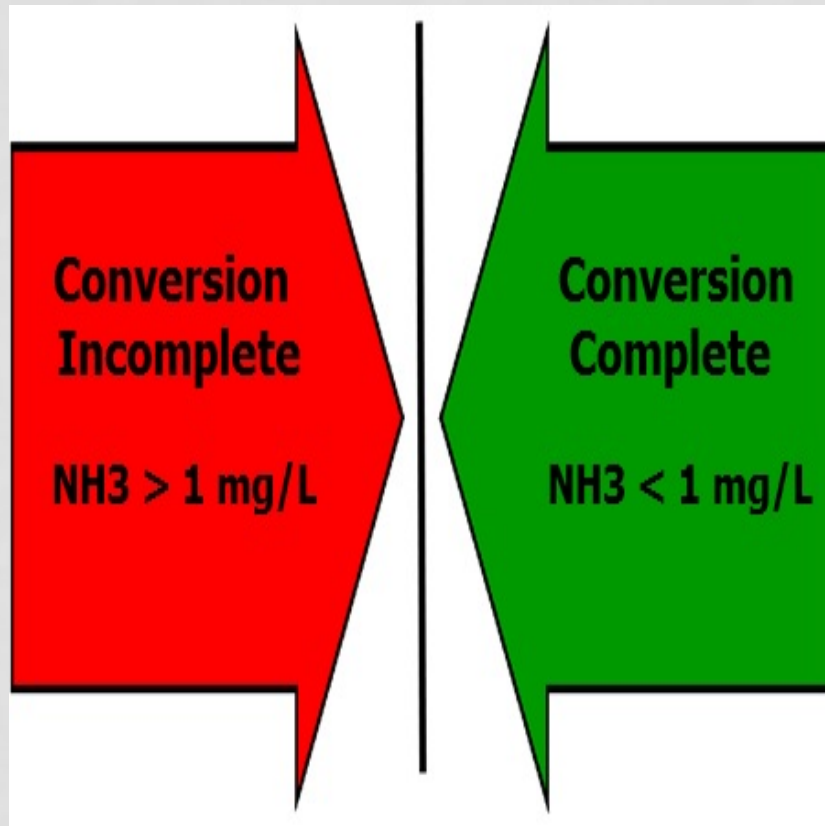 Conversion
Incomplete
NH3 > 1 mg/L
Conversion
Complete
NH3 < 1 mg/L